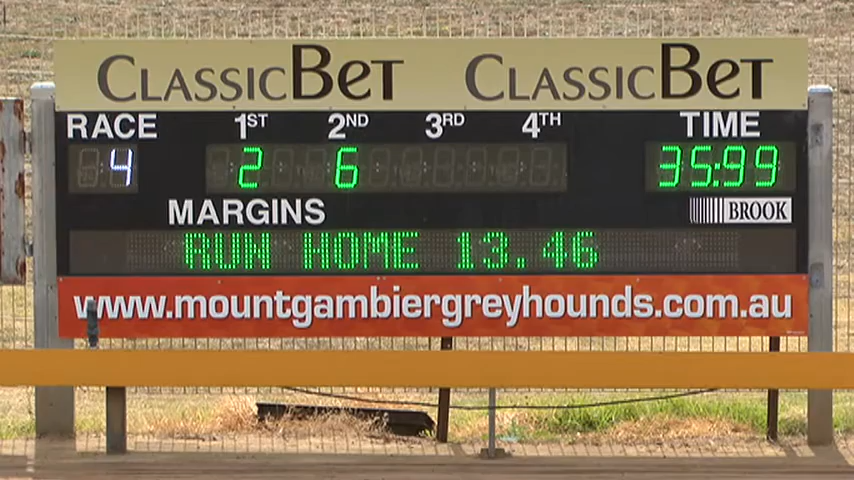 CLASSICBET CLASSICBET
RACE 1ST 2ND 3RD 4TH TIME
4 2 6 35:99
MARGINS BROOK
RUN HOME 13.46
www.mountgambiergreyhounds.com.au